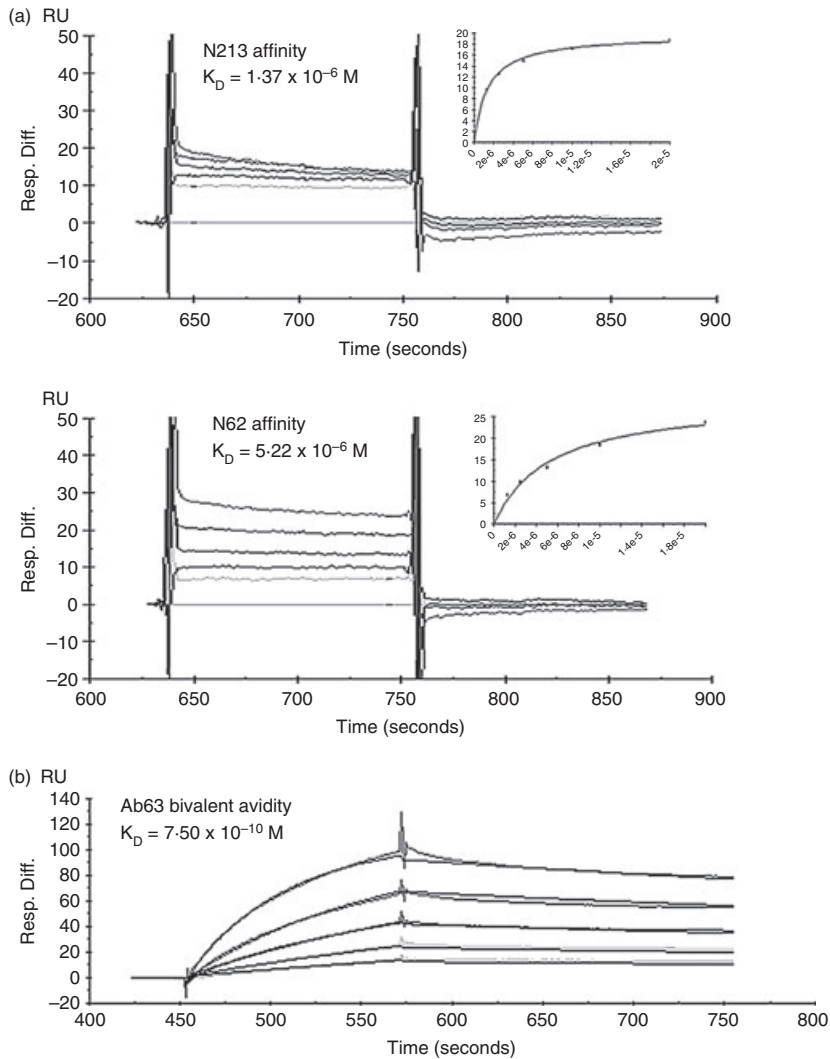 (a) RU
50
40
30
20
10
0
−10
−20
Resp. Diff.
N213 affinity
K_D = 1·37 x 10⁻⁶ M
20
18
16
14
12
10
8
6
4
2
0
0 2e-6 4e-6 6e-6 8e-6 1e-5 1·2e-5 1·6e-5 2e-5
600 650 700 750 800 850 900
Time (seconds)
RU
50
40
30
20
10
0
−10
−20
Resp. Diff.
N62 affinity
K_D = 5·22 x 10⁻⁶ M
25
20
15
10
5
0
0 2e-6 4e-6 6e-6 8e-6 1e-5 1·4e-5 1·8e-5
600 650 700 750 800 850 900
Time (seconds)
(b) RU
140
120
100
80
60
40
20
0
−20
Resp. Diff.
Ab63 bivalent avidity
K_D = 7·50 x 10⁻¹⁰ M
400 450 500 550 600 650 700 750 800
Time (seconds)